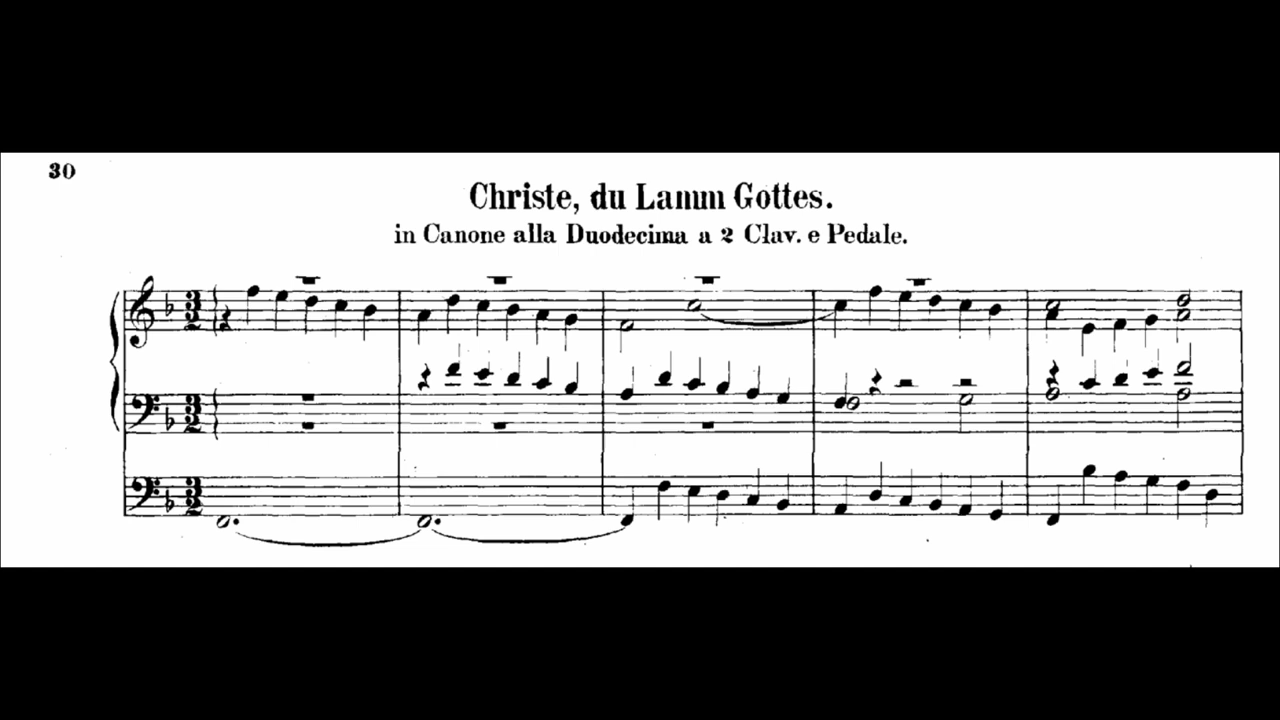 30
Christe, du Lamm Gottes.
in Canone alla Duodecima a 2 Clav. e Pedale.